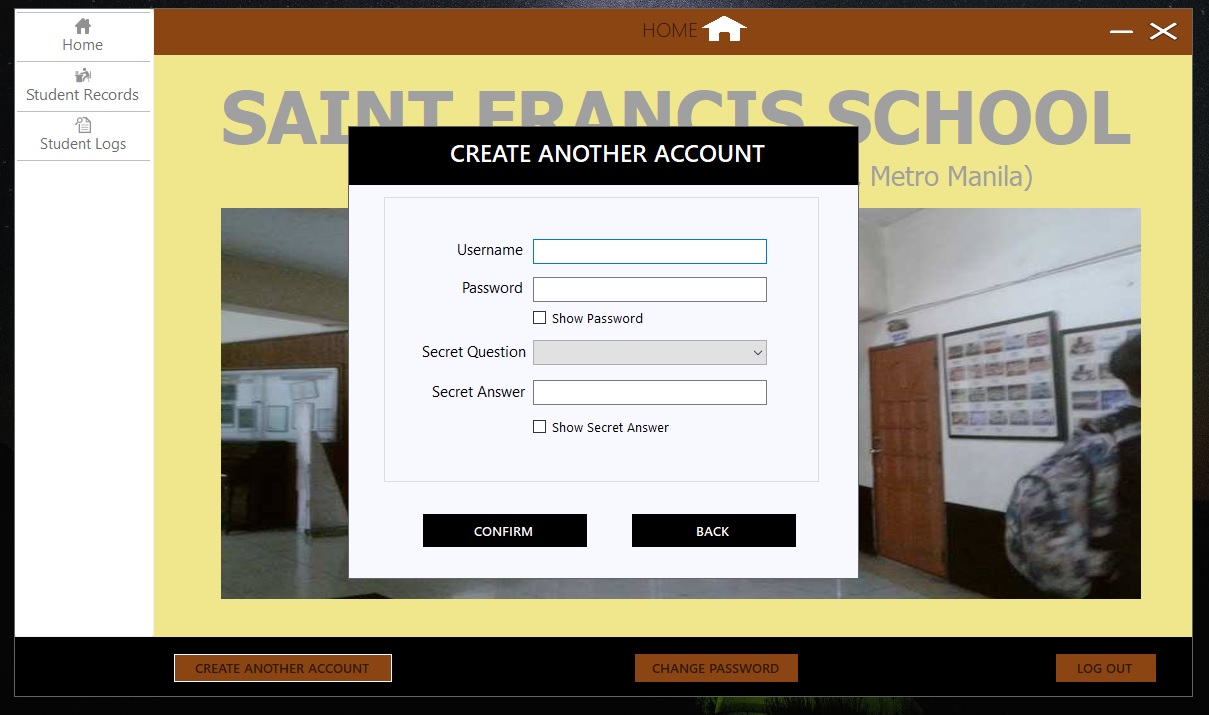 HOME
Home
Student Records
Student Logs
SAINT FRANCIS SCHOOL
Metro Manila)
CREATE ANOTHER ACCOUNT
Username
Password
Show Password
Secret Question
Secret Answer
Show Secret Answer
CONFIRM BACK
CREATE ANOTHER ACCOUNT CHANGE PASSWORD LOG OUT